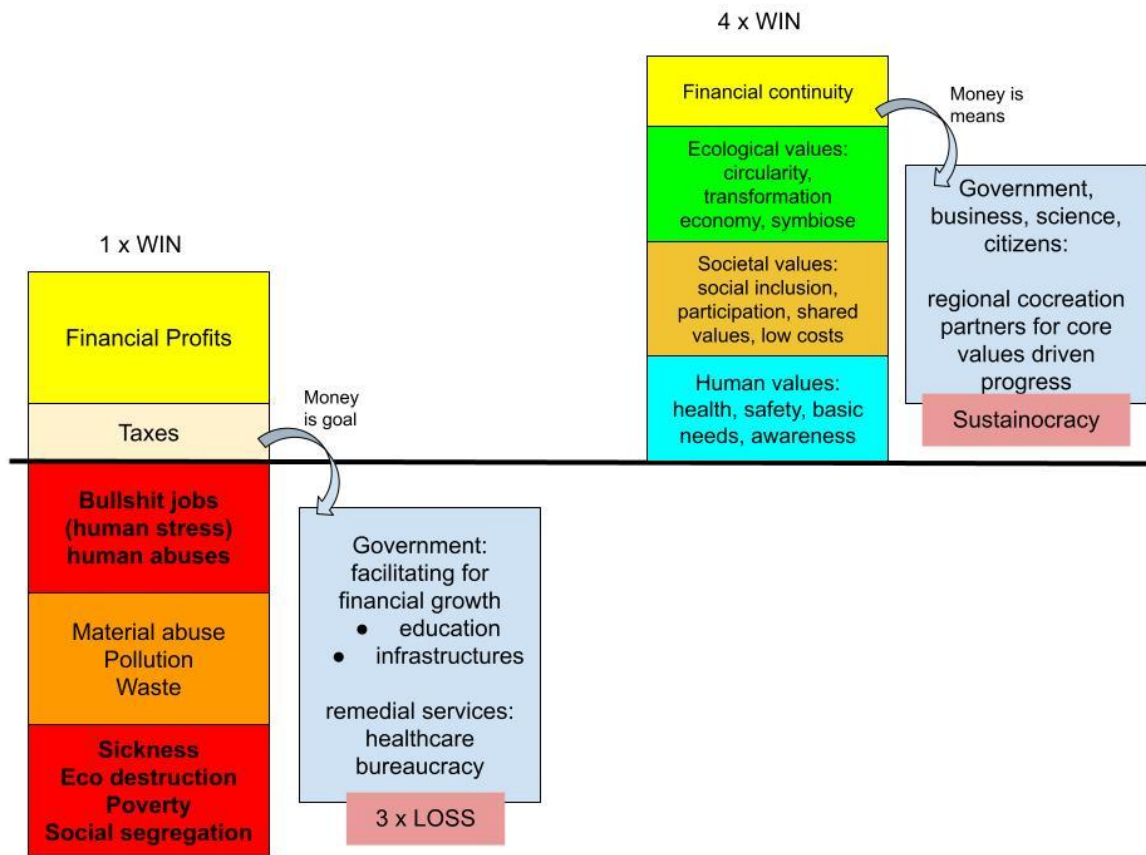 1 x WIN
Financial Profits
Taxes
Money
is goal
Bullshit jobs
(human stress)
human abuses
Material abuse
Pollution
Waste
Sickness
Eco destruction
Poverty
Social segregation
Government:
facilitating for
financial growth
● education
● infrastructures
remedial services:
healthcare
bureaucracy
3 x LOSS
4 x WIN
Financial continuity
Money is
means
Ecological values:
circularity,
transformation
economy, symbiose
Societal values:
social inclusion,
participation, shared
values, low costs
Human values:
health, safety, basic
needs, awareness
Government,
business, science,
citizens:
regional cocreation
partners for core
values driven
progress
Sustainocracy